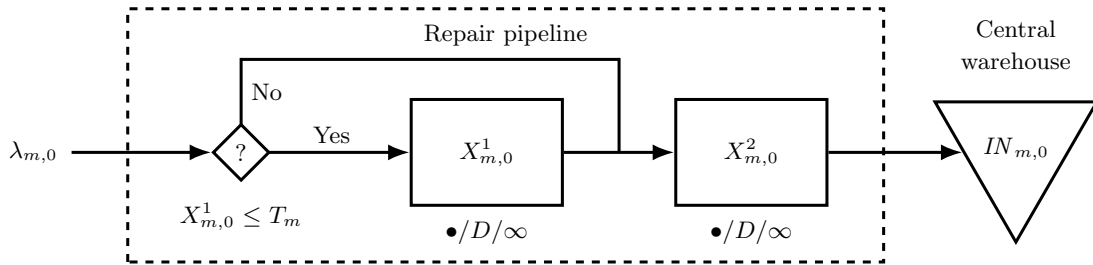 Repair pipeline
Central
warehouse
No
Yes
λ_{m,0}
?
X^1_{m,0}
X^2_{m,0}
IN_{m,0}
X^1_{m,0} ≤ T_m
•/D/∞
•/D/∞